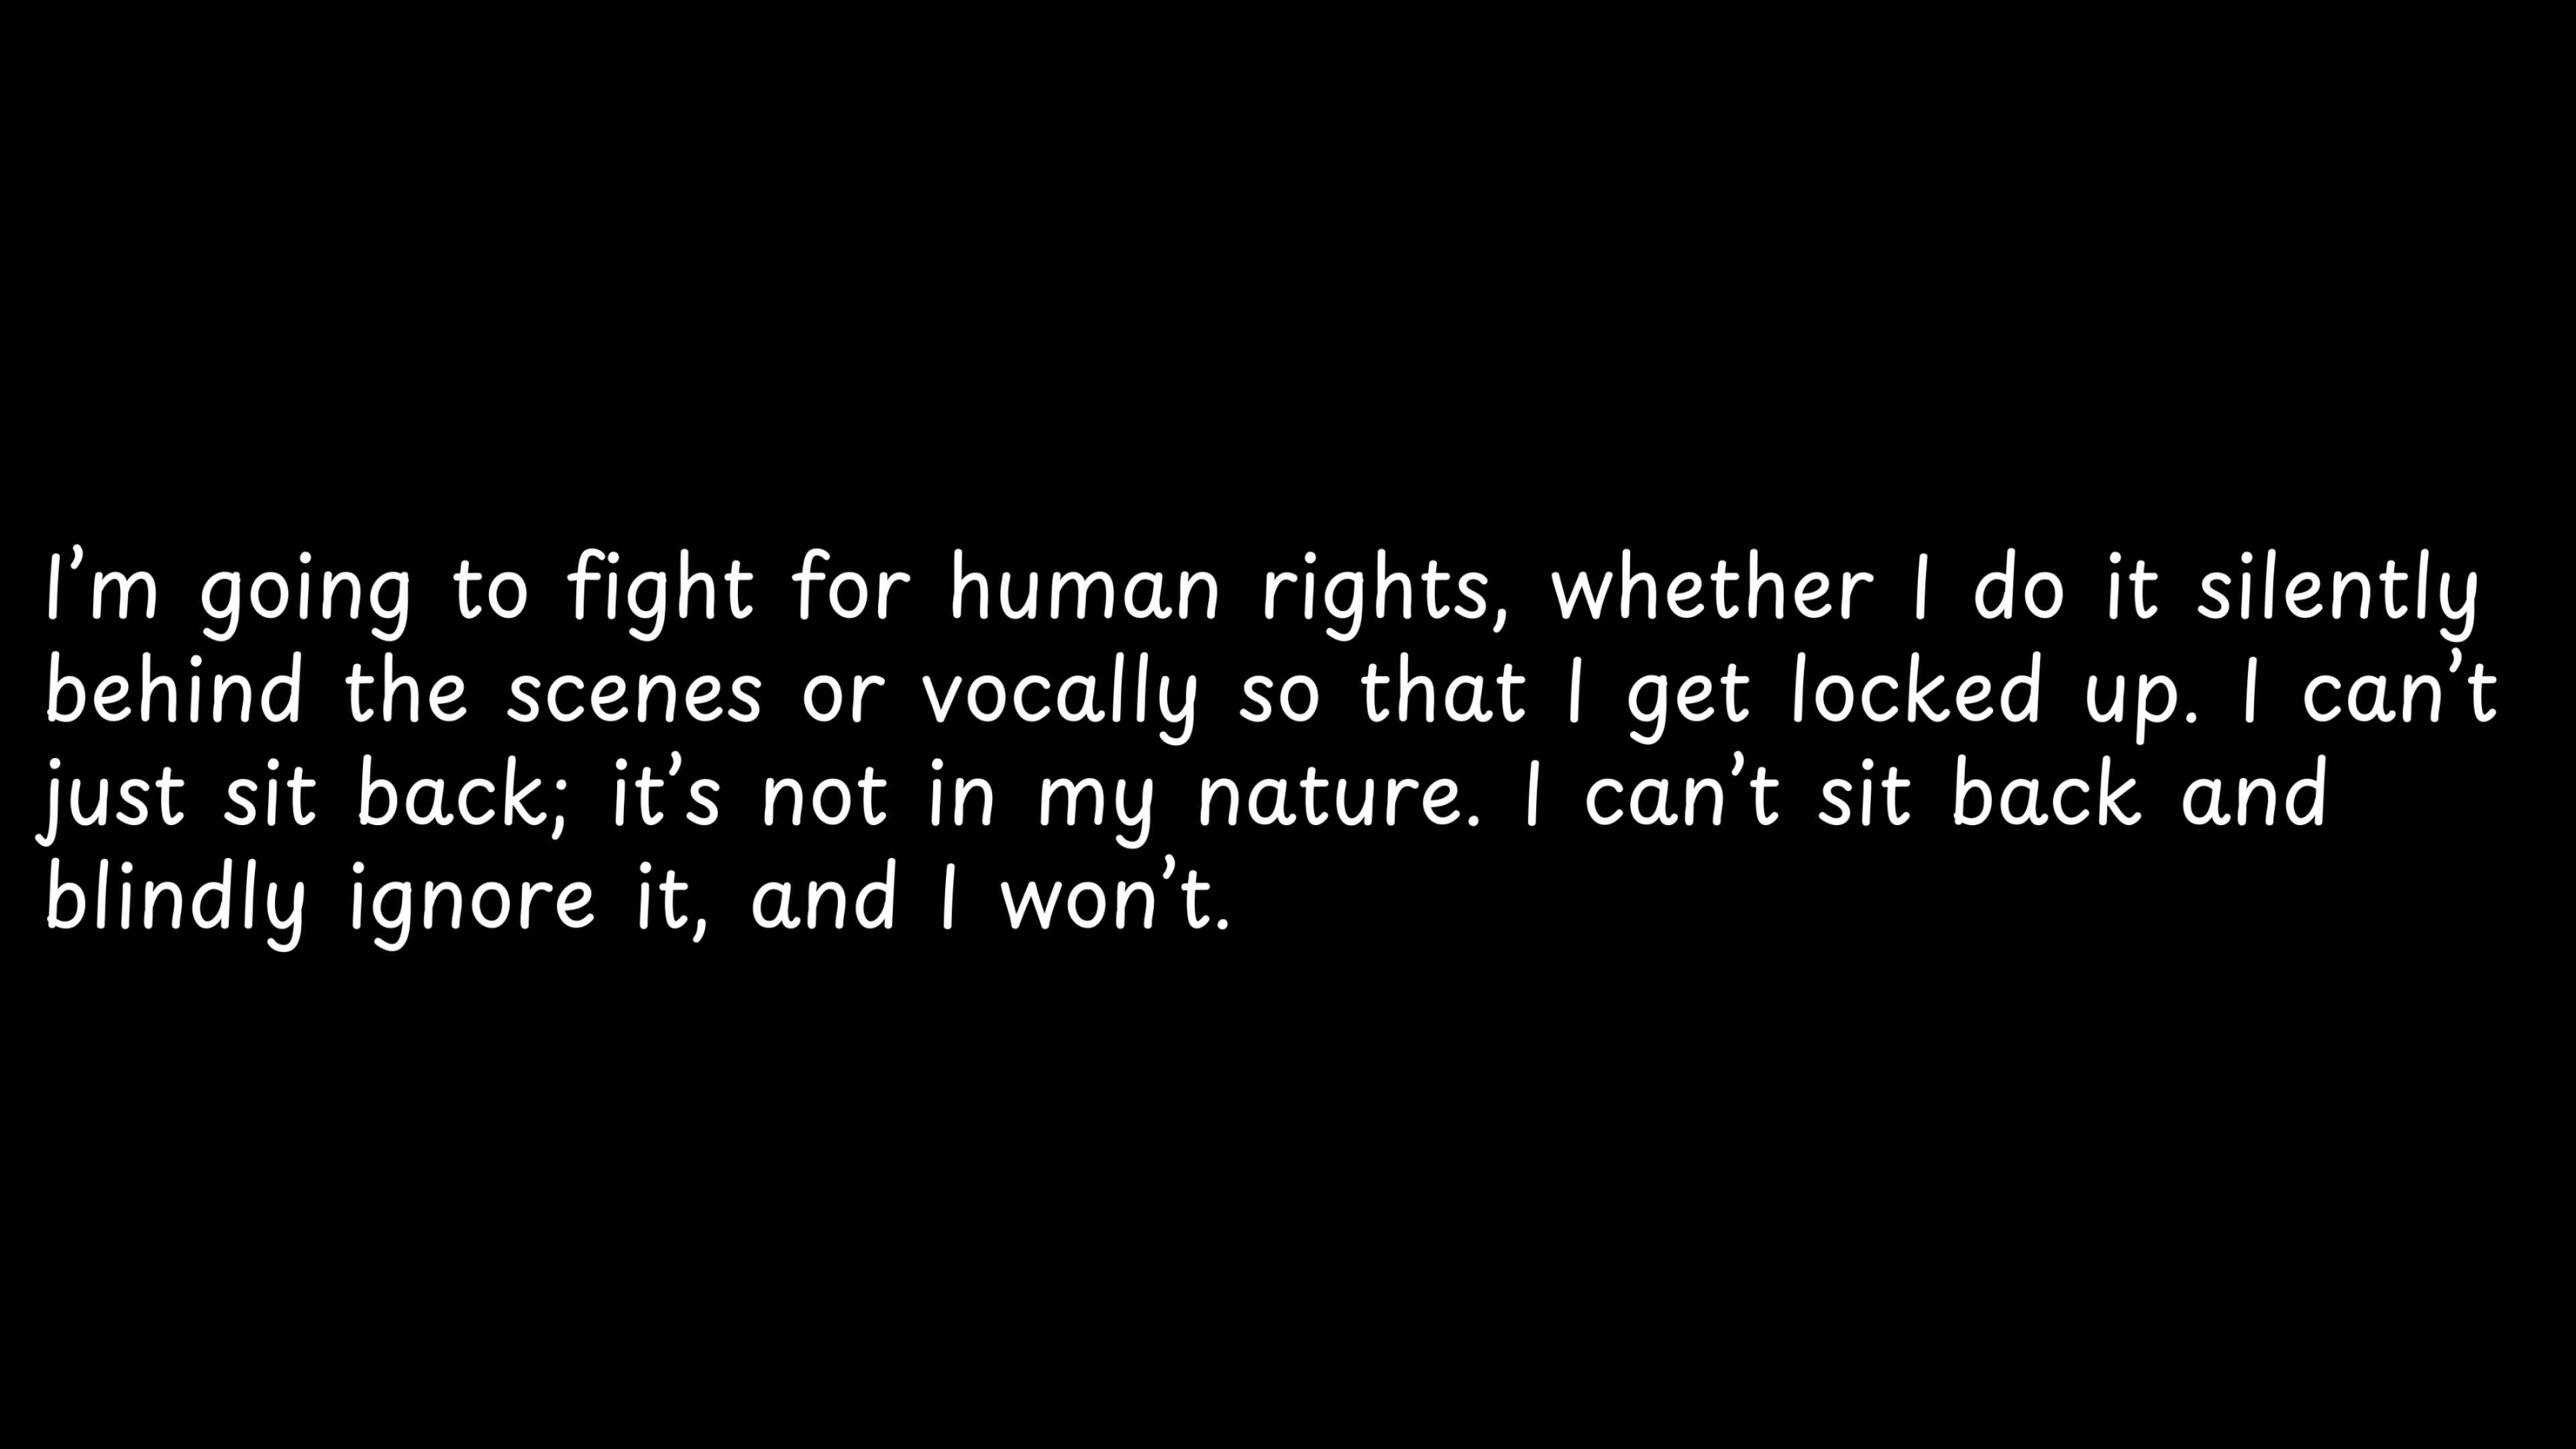 I’m going to fight for human rights, whether I do it silently
behind the scenes or vocally so that I get locked up. I can’t
just sit back; it’s not in my nature. I can’t sit back and
blindly ignore it, and I won’t.